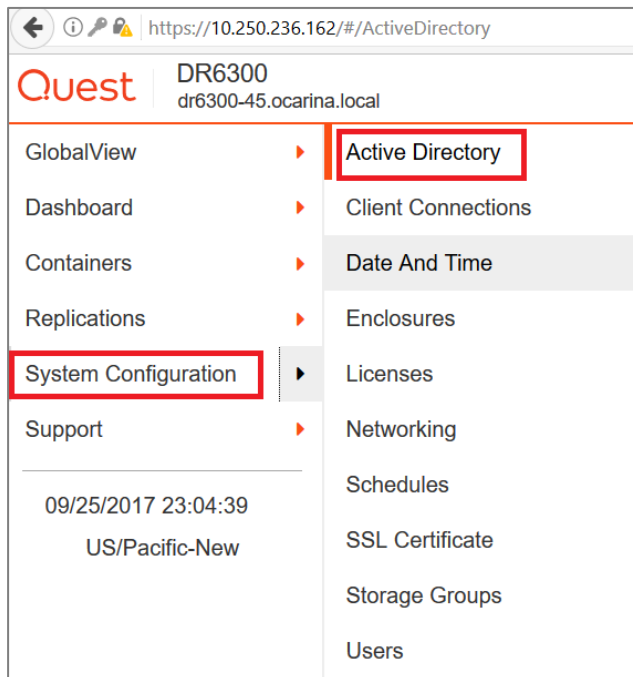 https://10.250.236.162/#/ActiveDirectory
Quest
DR6300
dr6300-45.ocarina.local
GlobalView
Dashboard
Containers
Replications
System Configuration
Support
09/25/2017 23:04:39
US/Pacific-New
Active Directory
Client Connections
Date And Time
Enclosures
Licenses
Networking
Schedules
SSL Certificate
Storage Groups
Users